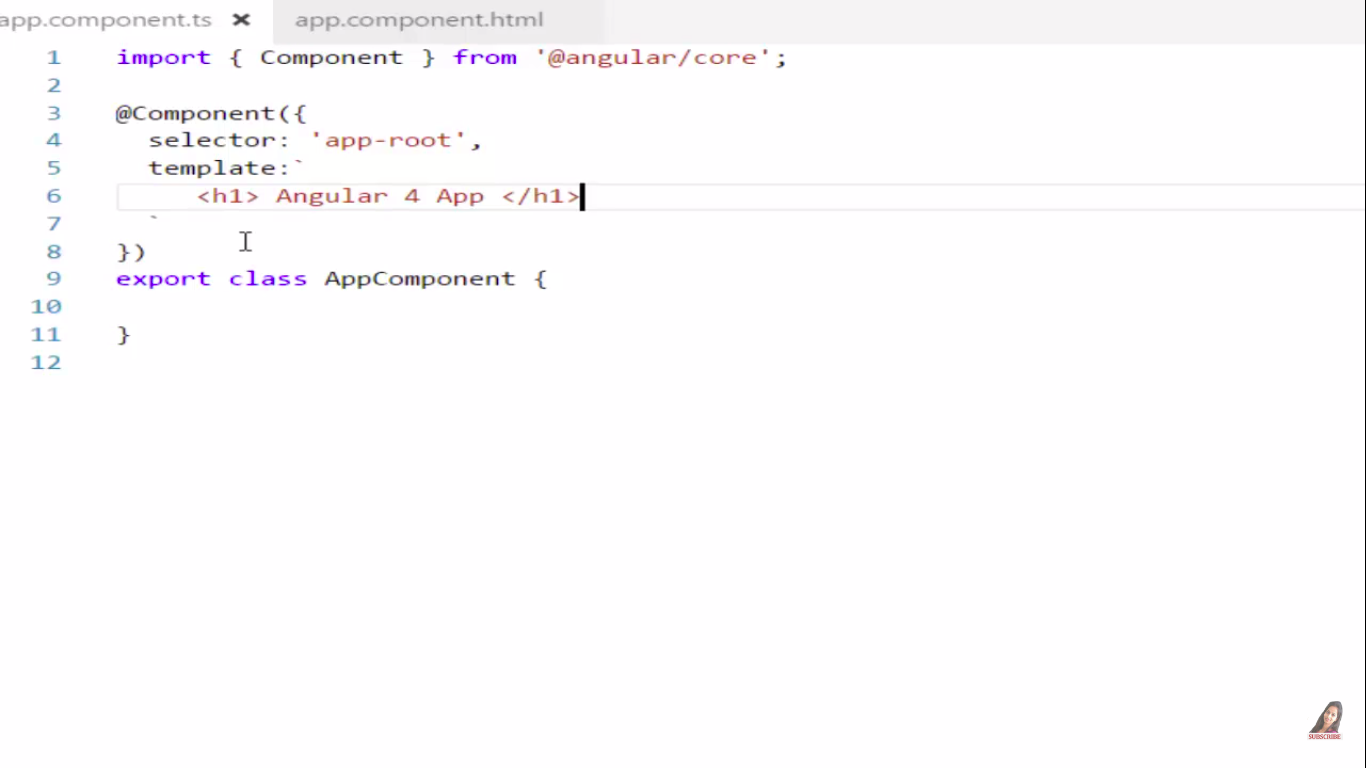 app.component.ts × app.component.html
1 import { Component } from '@angular/core';
2
3 @Component({
4 selector: 'app-root',
5 template:`
6 <h1> Angular 4 App </h1>
7 `
8 })
9 export class AppComponent {
10
11 }
12
SUBSCRIBE